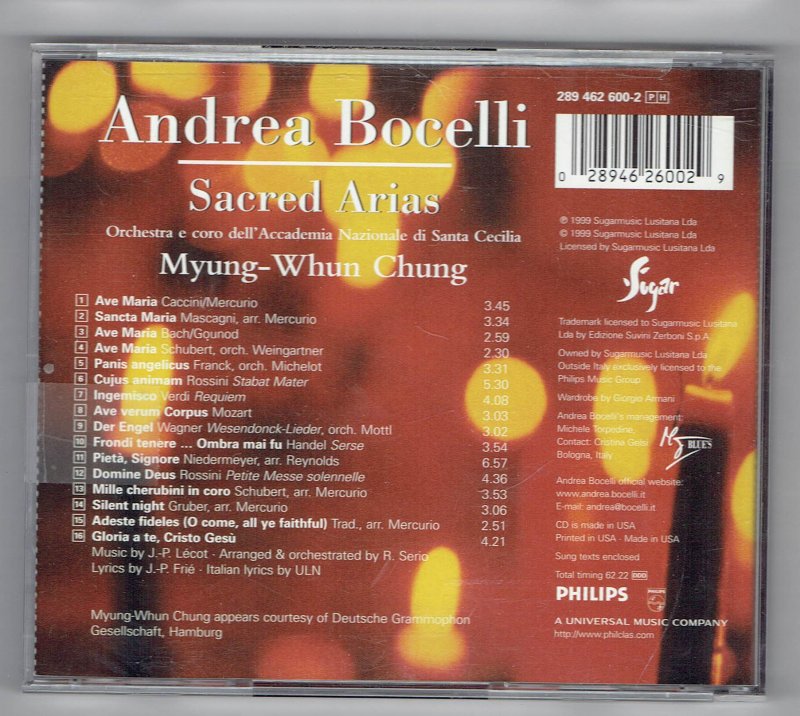 Andrea Bocelli
Sacred Arias
Orchestra e coro dell'Accademia Nazionale di Santa Cecilia
Myung-Whun Chung
1 Ave Maria Caccini/Mercurio 3.45
2 Sancta Maria Mascagni, arr. Mercurio 3.34
3 Ave Maria Bach/Gounod 2.59
4 Ave Maria Schubert, orch. Weingartner 2.30
5 Panis angelicus Franck, orch. Michelot 3.31
6 Cujus animam Rossini Stabat Mater 5.30
7 Ingemisco Verdi Requiem 4.08
8 Ave verum Corpus Mozart 3.03
9 Der Engel Wagner Wesendonck-Lieder, orch. Mottl 3.02
10 Frondi tenere ... Ombra mai fu Handel Serse 3.54
11 Pietà, Signore Niedermeyer, arr. Reynolds 6.57
12 Domine Deus Rossini Petite Messe solennelle 4.36
13 Mille cherubini in coro Schubert, arr. Mercurio 3.53
14 Silent night Gruber, arr. Mercurio 3.06
15 Adeste fideles (O come, all ye faithful) Trad., arr. Mercurio 2.51
16 Gloria a te, Cristo Gesù 4.21
Music by J.-P. Lécot · Arranged & orchestrated by R. Serio
Lyrics by J.-P. Frié · Italian lyrics by ULN
Myung-Whun Chung appears courtesy of Deutsche Grammophon
Gesellschaft, Hamburg
289 462 600-2 PH
0 28946 26002 9
℗ 1999 Sugarmusic Lusitana Lda
© 1999 Sugarmusic Lusitana Lda
Licensed by Sugarmusic Lusitana Lda
Sugar
Trademark licensed to Sugarmusic Lusitana
Lda by Edizione Suvini Zerboni S.p.A.
Owned by Sugarmusic Lusitana Lda
Outside Italy exclusively licensed to the
Philips Music Group
Wardrobe by Giorgio Armani
Andrea Bocelli's management:
Michele Torpedine,
Contact: Cristina Gelsi
Bologna, Italy
BLUE'S
Andrea Bocelli official website:
www.andrea.bocelli.it
E-mail: andrea@bocelli.it
CD is made in USA
Printed in USA · Made in USA
Sung texts enclosed
Total timing 62.22 DDD
PHILIPS
A UNIVERSAL MUSIC COMPANY
http://www.philclas.com